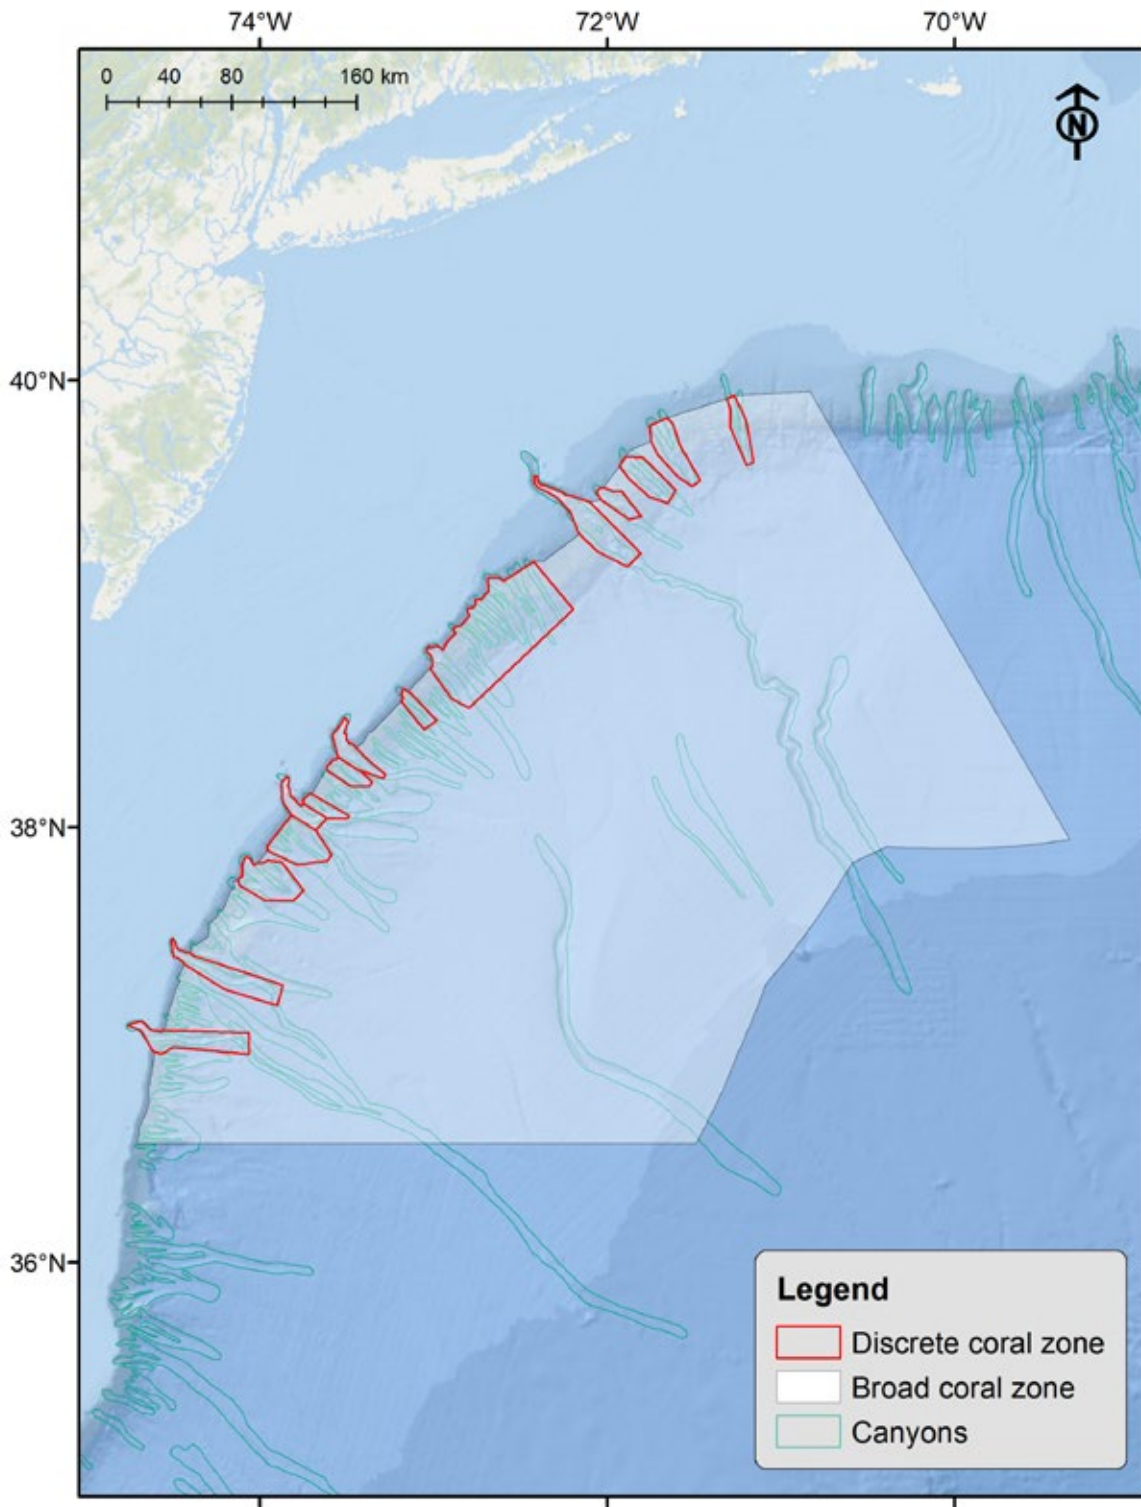 74°W 72°W 70°W
0 40 80 160 km
N
40°N
38°N
36°N
Legend
Discrete coral zone
Broad coral zone
Canyons